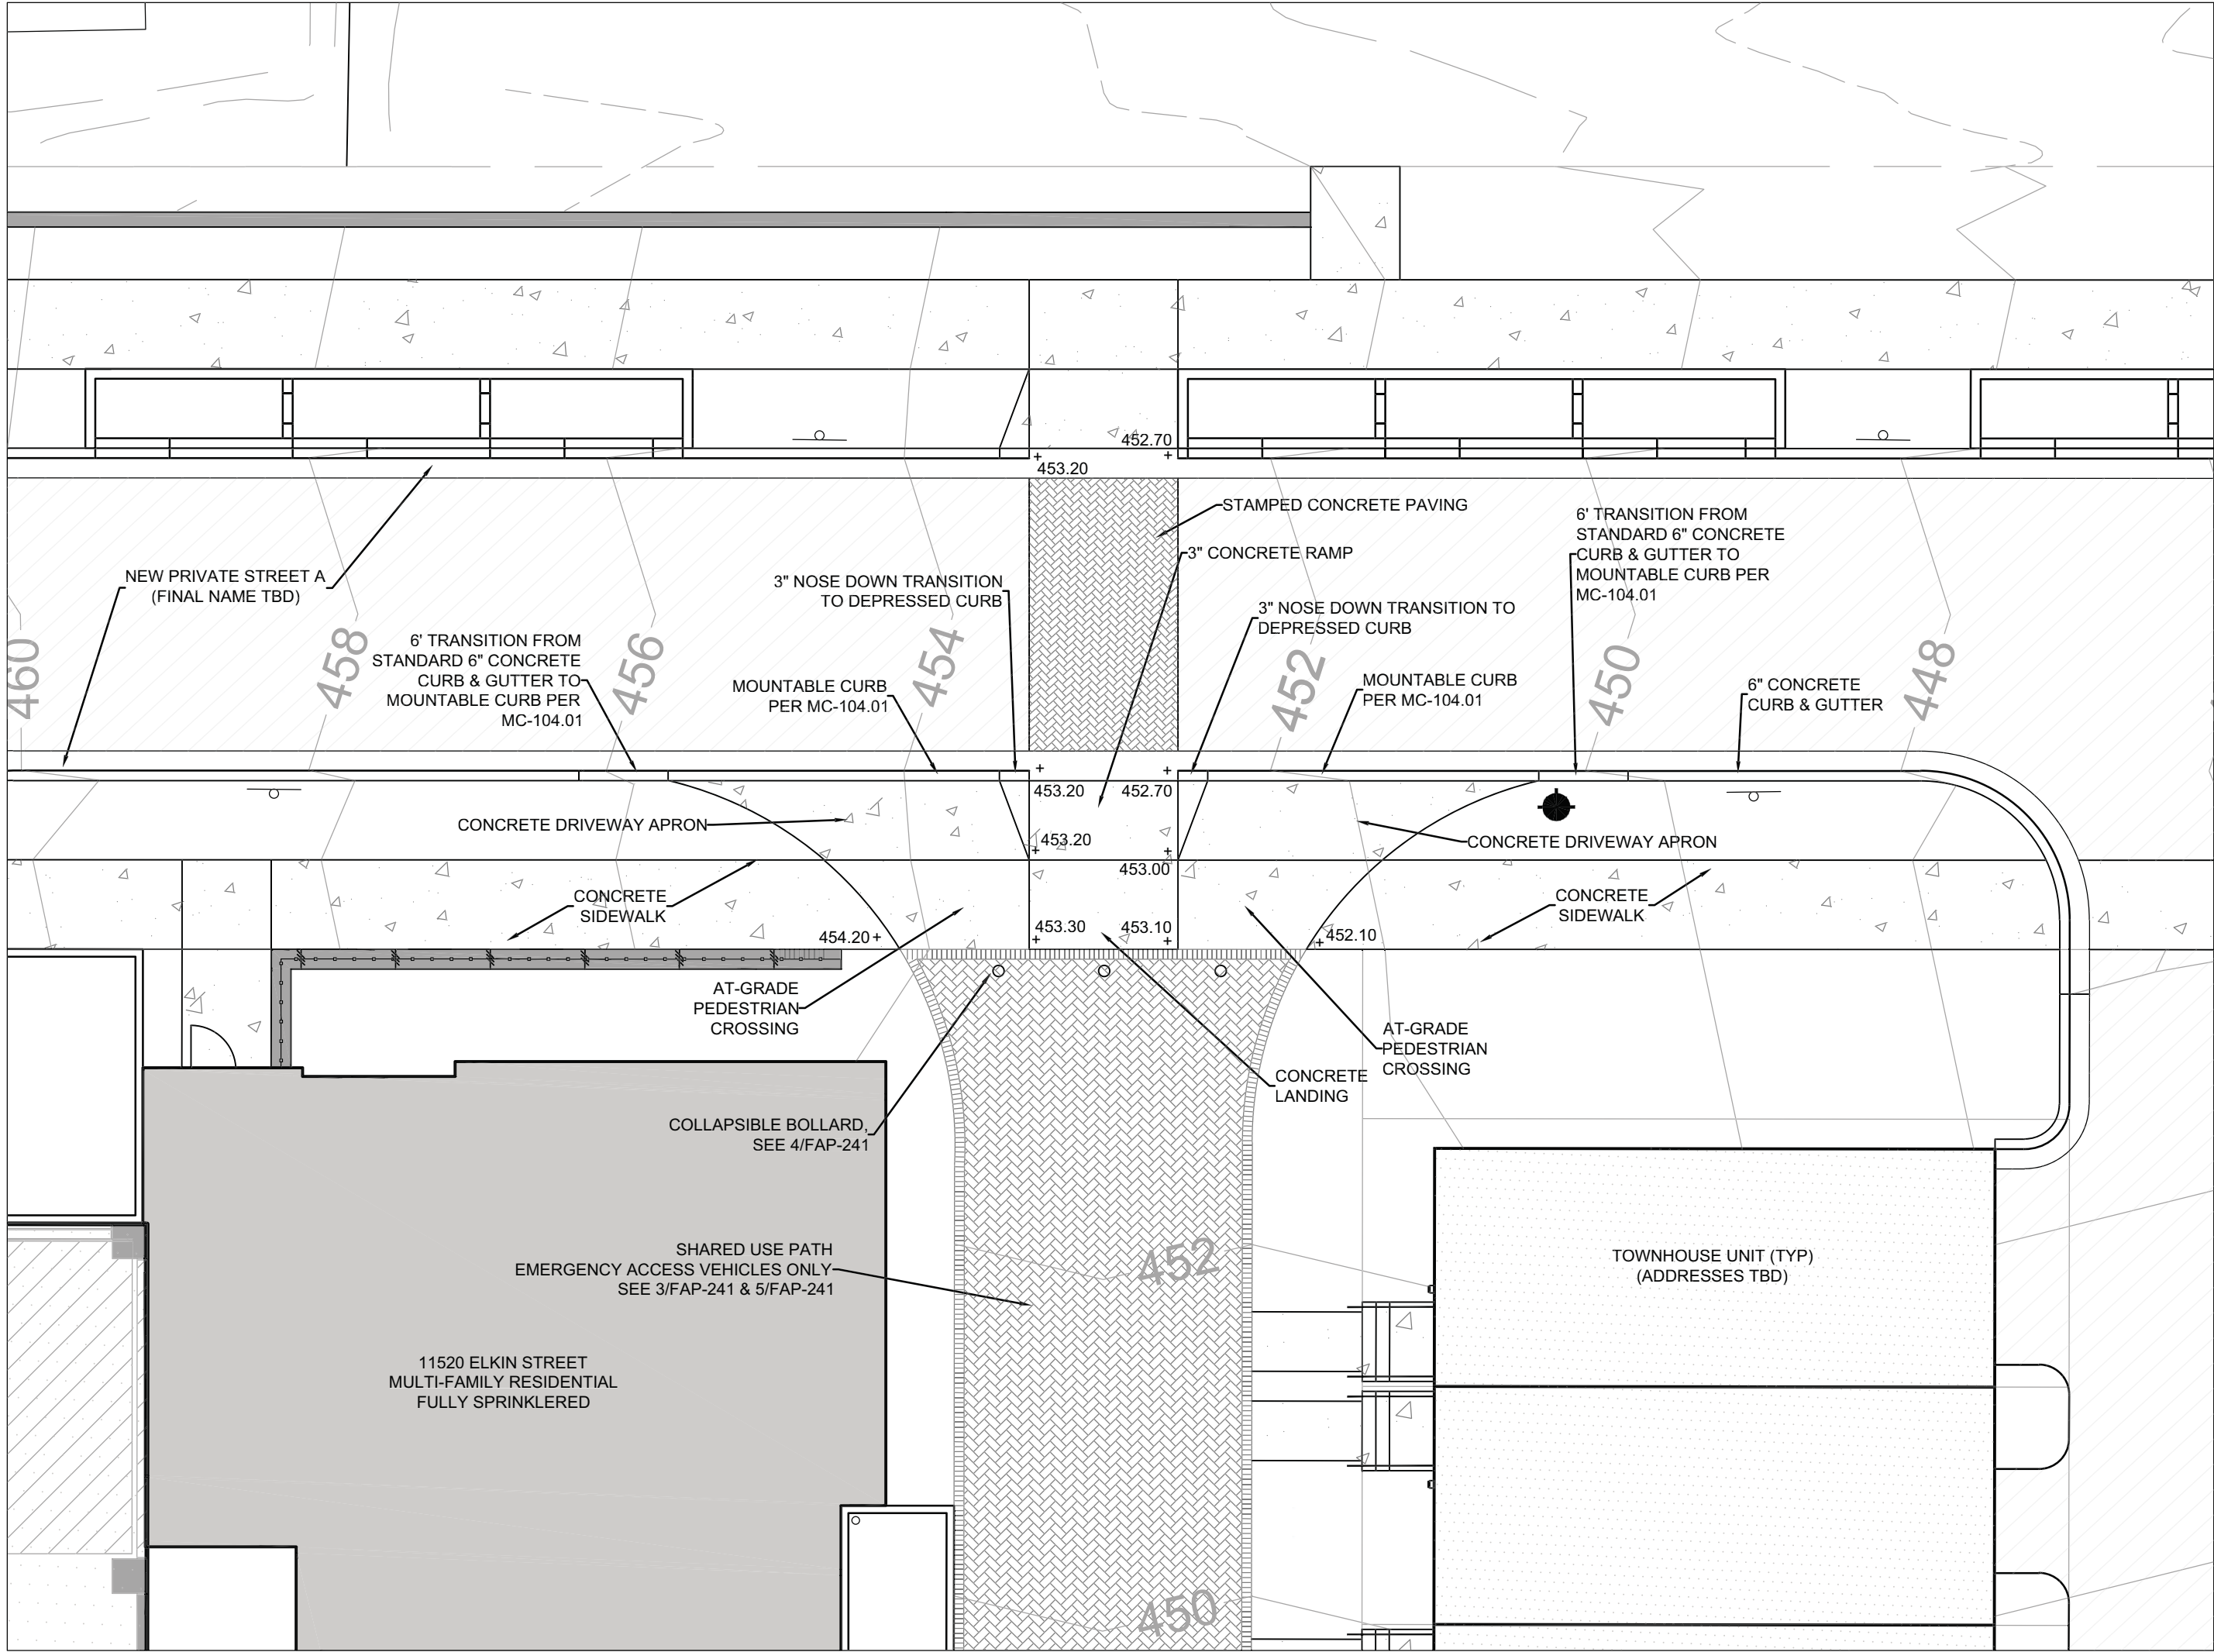 452.70
453.20
STAMPED CONCRETE PAVING
6' TRANSITION FROM
STANDARD 6" CONCRETE
CURB & GUTTER TO
MOUNTABLE CURB PER
MC-104.01
3" CONCRETE RAMP
NEW PRIVATE STREET A
(FINAL NAME TBD)
3" NOSE DOWN TRANSITION
TO DEPRESSED CURB
3" NOSE DOWN TRANSITION TO
DEPRESSED CURB
6' TRANSITION FROM
STANDARD 6" CONCRETE
CURB & GUTTER TO
MOUNTABLE CURB PER
MC-104.01
MOUNTABLE CURB
PER MC-104.01
MOUNTABLE CURB
PER MC-104.01
6" CONCRETE
CURB & GUTTER
460
458
456
454
452
450
448
453.20
452.70
CONCRETE DRIVEWAY APRON
453.20
453.00
CONCRETE DRIVEWAY APRON
CONCRETE
SIDEWALK
CONCRETE
SIDEWALK
454.20
453.30
453.10
452.10
AT-GRADE
PEDESTRIAN
CROSSING
AT-GRADE
PEDESTRIAN
CROSSING
CONCRETE
LANDING
COLLAPSIBLE BOLLARD,
SEE 4/FAP-241
SHARED USE PATH
EMERGENCY ACCESS VEHICLES ONLY
SEE 3/FAP-241 & 5/FAP-241
452
TOWNHOUSE UNIT (TYP)
(ADDRESSES TBD)
11520 ELKIN STREET
MULTI-FAMILY RESIDENTIAL
FULLY SPRINKLERED
450